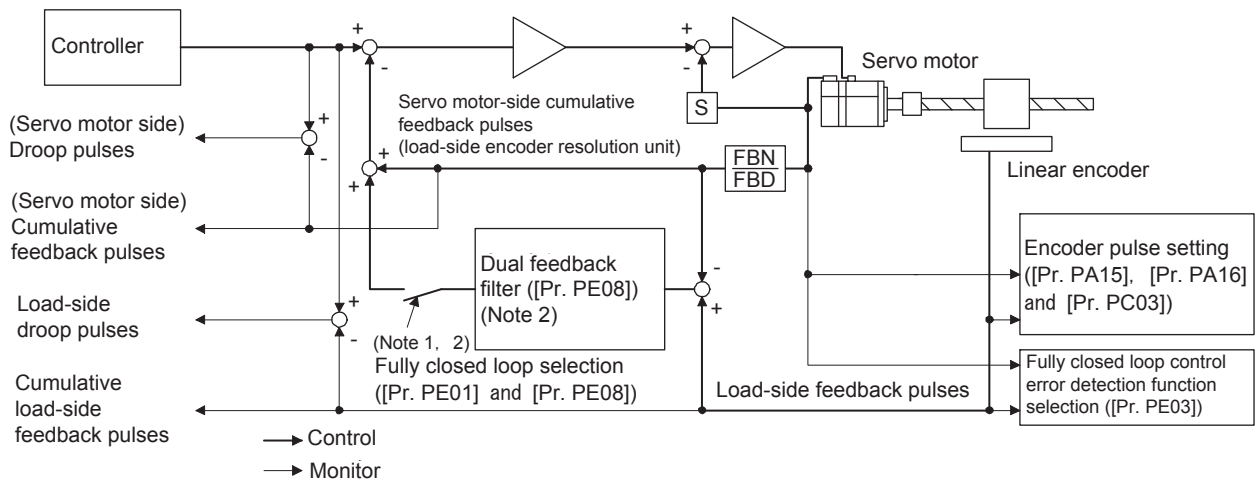 Controller
+
-
+
-
Servo motor
S
Servo motor-side cumulative
feedback pulses
(load-side encoder resolution unit)
(Servo motor side)
Droop pulses
+
-
+
+
FBN
FBD
Linear encoder
(Servo motor side)
Cumulative
feedback pulses
Dual feedback
filter ([Pr. PE08])
(Note 2)
-
+
Encoder pulse setting
([Pr. PA15], [Pr. PA16]
and [Pr. PC03])
Load-side
droop pulses
+
-
(Note 1, 2)
Fully closed loop selection
([Pr. PE01] and [Pr. PE08])
Load-side feedback pulses
Fully closed loop control
error detection function
selection ([Pr. PE03])
Cumulative
load-side
feedback pulses
Control
Monitor